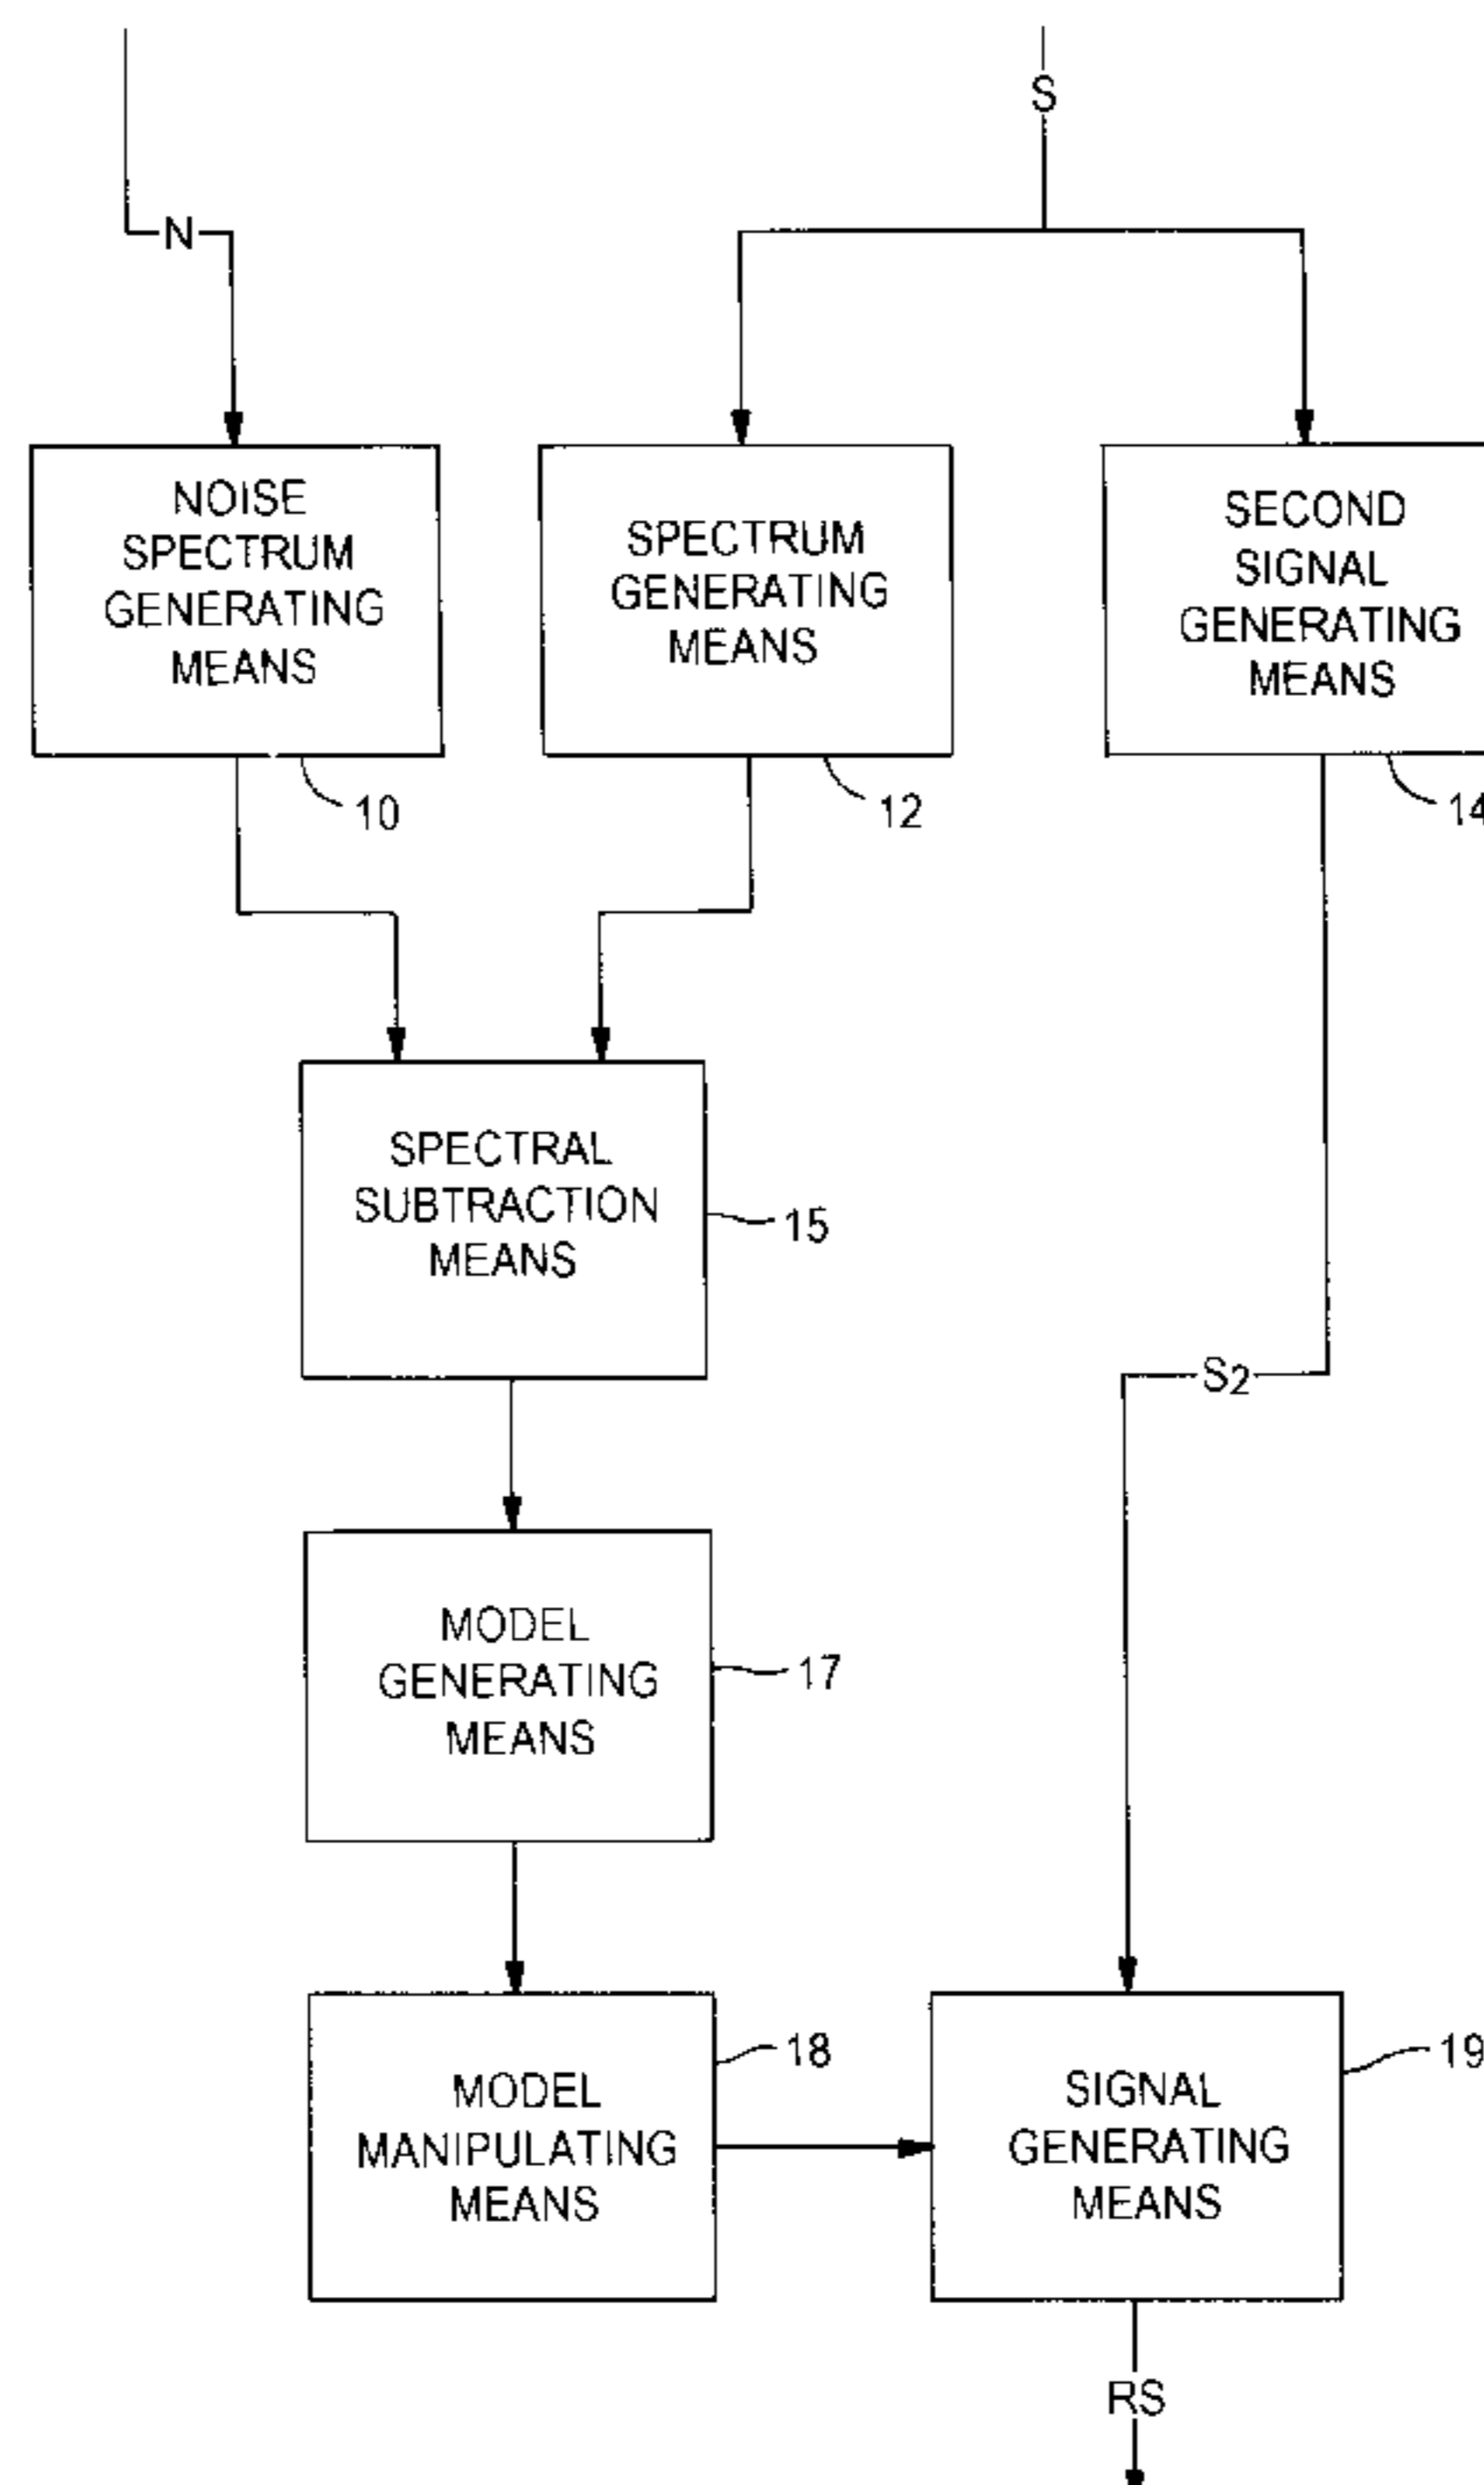 S
N
NOISE
SPECTRUM
GENERATING
MEANS
10
SPECTRUM
GENERATING
MEANS
12
SECOND
SIGNAL
GENERATING
MEANS
14
SPECTRAL
SUBTRACTION
MEANS
15
S2
MODEL
GENERATING
MEANS
17
MODEL
MANIPULATING
MEANS
18
SIGNAL
GENERATING
MEANS
19
RS